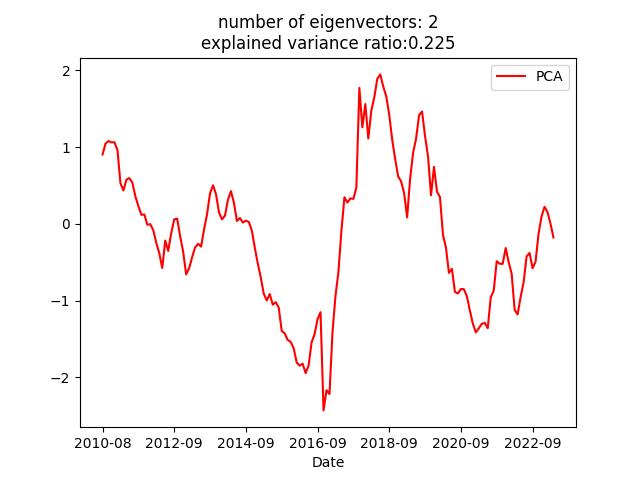 number of eigenvectors: 2
explained variance ratio:0.225
PCA
2
1
0
−1
−2
2010-08 2012-09 2014-09 2016-09 2018-09 2020-09 2022-09
Date